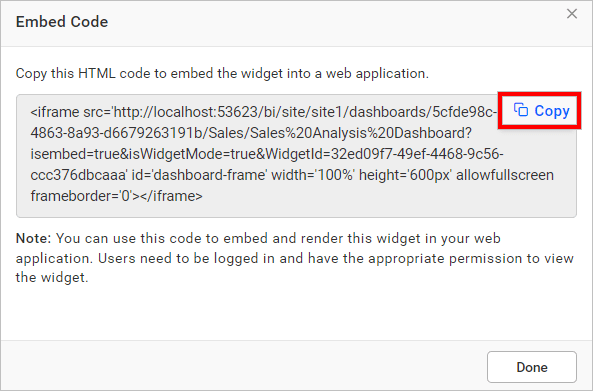 Embed Code
Copy this HTML code to embed the widget into a web application.
<iframe src='http://localhost:53623/bi/site/site1/dashboards/5cfde98c-
Copy
4863-8a93-d6679263191b/Sales/Sales%20Analysis%20Dashboard?
isembed=true&isWidgetMode=true&WidgetId=32ed09f7-49ef-4468-9c56-
ccc376dbcaaa' id='dashboard-frame' width='100%' height='600px' allowfullscreen
frameborder='0'></iframe>
Note: You can use this code to embed and render this widget in your web
application. Users need to be logged in and have the appropriate permission to view
the widget.
Done